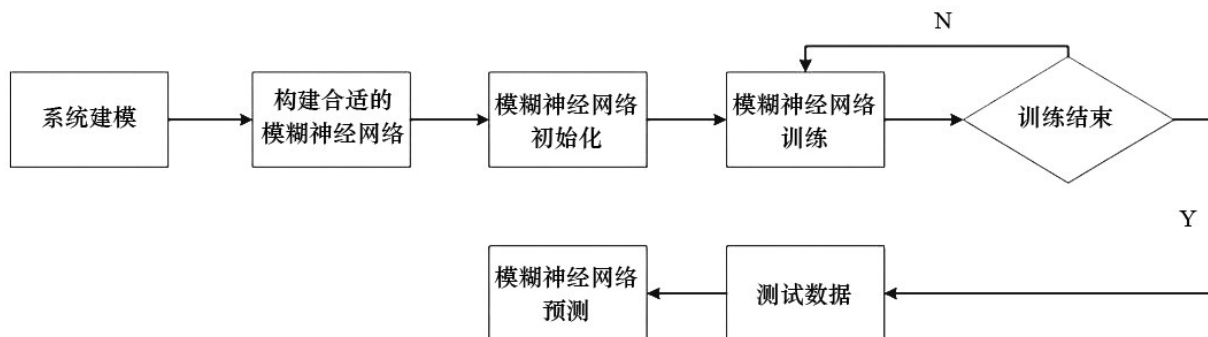 N
系统建模
构建合适的
模糊神经网络
模糊神经网络
初始化
模糊神经网络
训练
训练结束
Y
模糊神经网络
预测
测试数据